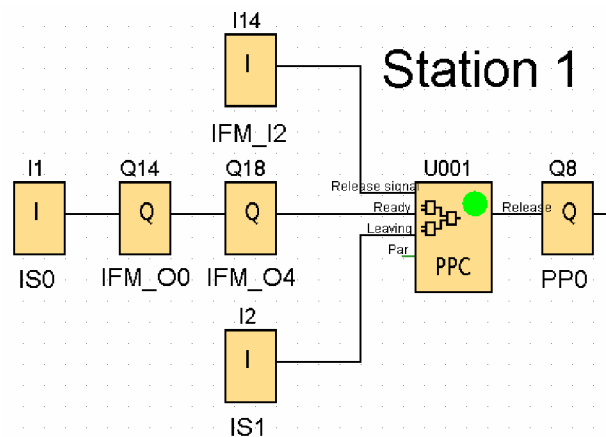 I14
I
Station 1
IFM_I2
I1
Q14
Q18
U001
Q8
Release signal
I
Q
Q
Ready
Release
Q
Leaving
Par
PPC
IS0
IFM_O0
IFM_O4
PP0
I2
I
IS1